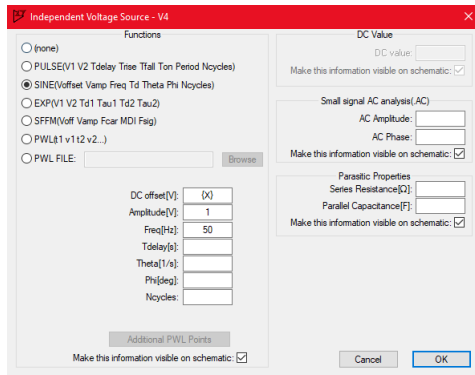 Independent Voltage Source - V4
Functions
(none)
PULSE(V1 V2 Tdelay Trise Tfall Ton Period Ncycles)
SINE(Voffset Vamp Freq Td Theta Phi Ncycles)
EXP(V1 V2 Td1 Tau1 Td2 Tau2)
SFFM(Voff Vamp Fcar MDI Fsig)
PWL(t1 v1 t2 v2...)
PWL FILE:
Browse
DC offset[V]: {X}
Amplitude[V]: 1
Freq[Hz]: 50
Tdelay[s]:
Theta[1/s]:
Phi[deg]:
Ncycles:
Additional PWL Points
Make this information visible on schematic:
DC Value
DC value:
Make this information visible on schematic:
Small signal AC analysis(.AC)
AC Amplitude:
AC Phase:
Make this information visible on schematic:
Parasitic Properties
Series Resistance[Ω]:
Parallel Capacitance[F]:
Make this information visible on schematic:
Cancel
OK